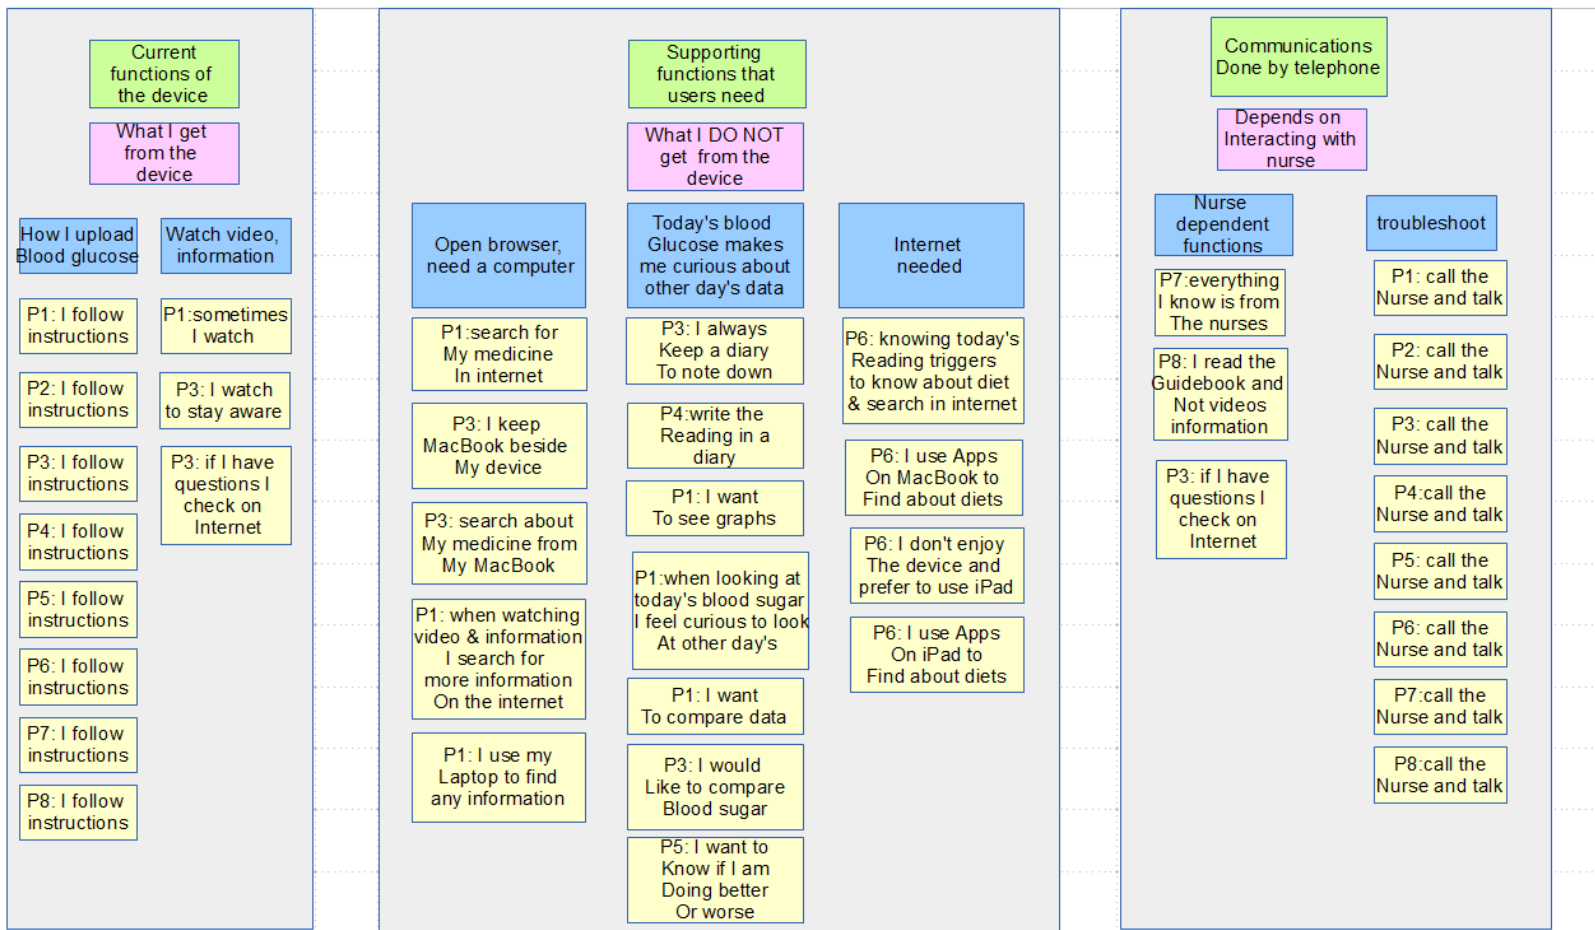 Current
functions of
the device
What I get
from the
device
How I upload
Blood glucose
P1: I follow
instructions
P2: I follow
instructions
P3: I follow
instructions
P4: I follow
instructions
P5: I follow
instructions
P6: I follow
instructions
P7: I follow
instructions
P8: I follow
instructions
Watch video,
information
P1:sometimes
I watch
P3: I watch
to stay aware
P3: if I have
questions I
check on
Internet
Supporting
functions that
users need
What I DO NOT
get from the
device
Open browser,
need a computer
P1:search for
My medicine
In internet
P3: I keep
MacBook beside
My device
P3: search about
My medicine from
My MacBook
P1: when watching
video & information
I search for
more information
On the internet
P1: I use my
Laptop to find
any information
Today's blood
Glucose makes
me curious about
other day's data
P3: I always
Keep a diary
To note down
P4:write the
Reading in a
diary
P1: I want
To see graphs
P1:when looking at
today's blood sugar
I feel curious to look
At other day's
P1: I want
To compare data
P3: I would
Like to compare
Blood sugar
P5: I want to
Know if I am
Doing better
Or worse
Internet
needed
P6: knowing today's
Reading triggers
to know about diet
& search in internet
P6: I use Apps
On MacBook to
Find about diets
P6: I don't enjoy
The device and
prefer to use iPad
P6: I use Apps
On iPad to
Find about diets
Communications
Done by telephone
Depends on
Interacting with
nurse
Nurse
dependent
functions
P7:everything
I know is from
The nurses
P8: I read the
Guidebook and
Not videos
information
P3: if I have
questions I
check on
Internet
troubleshoot
P1: call the
Nurse and talk
P2: call the
Nurse and talk
P3: call the
Nurse and talk
P4:call the
Nurse and talk
P5: call the
Nurse and talk
P6: call the
Nurse and talk
P7:call the
Nurse and talk
P8:call the
Nurse and talk